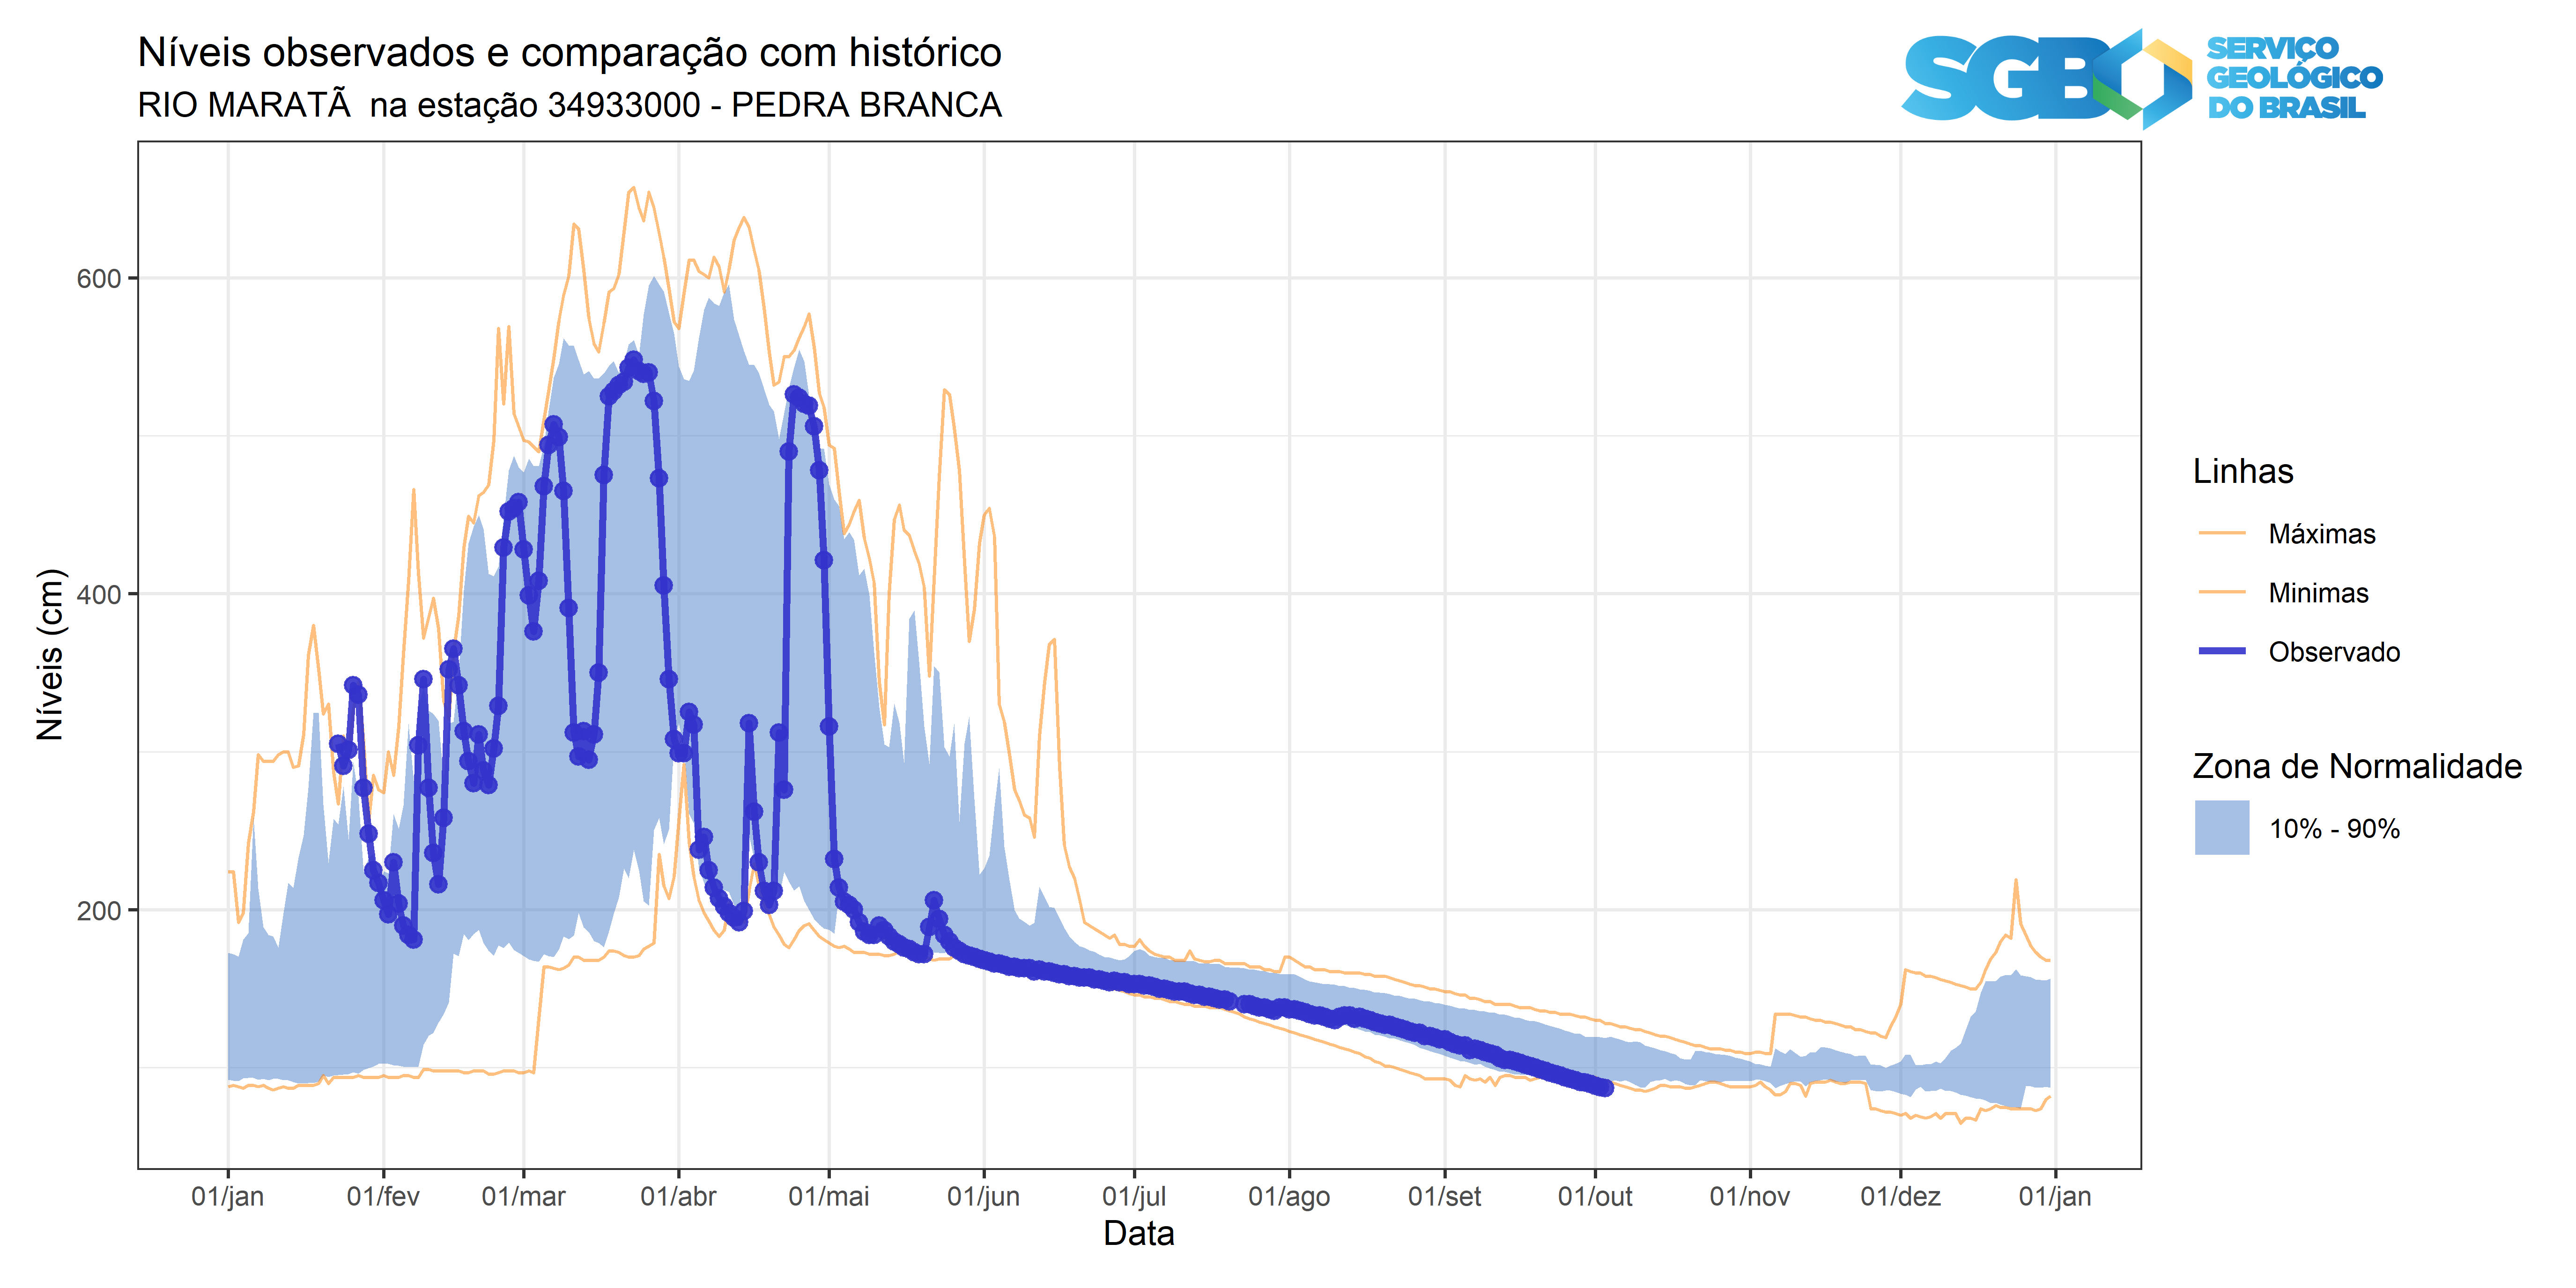 Níveis observados e comparação com histórico
RIO MARATÃ  na estação 34933000 - PEDRA BRANCA
SGB
SERVIÇO
GEOLÓGICO
DO BRASIL
600
400
200
Níveis (cm)
01/jan
01/fev
01/mar
01/abr
01/mai
01/jun
01/jul
01/ago
01/set
01/out
01/nov
01/dez
01/jan
Data
Linhas
Máximas
Minimas
Observado
Zona de Normalidade
10% - 90%